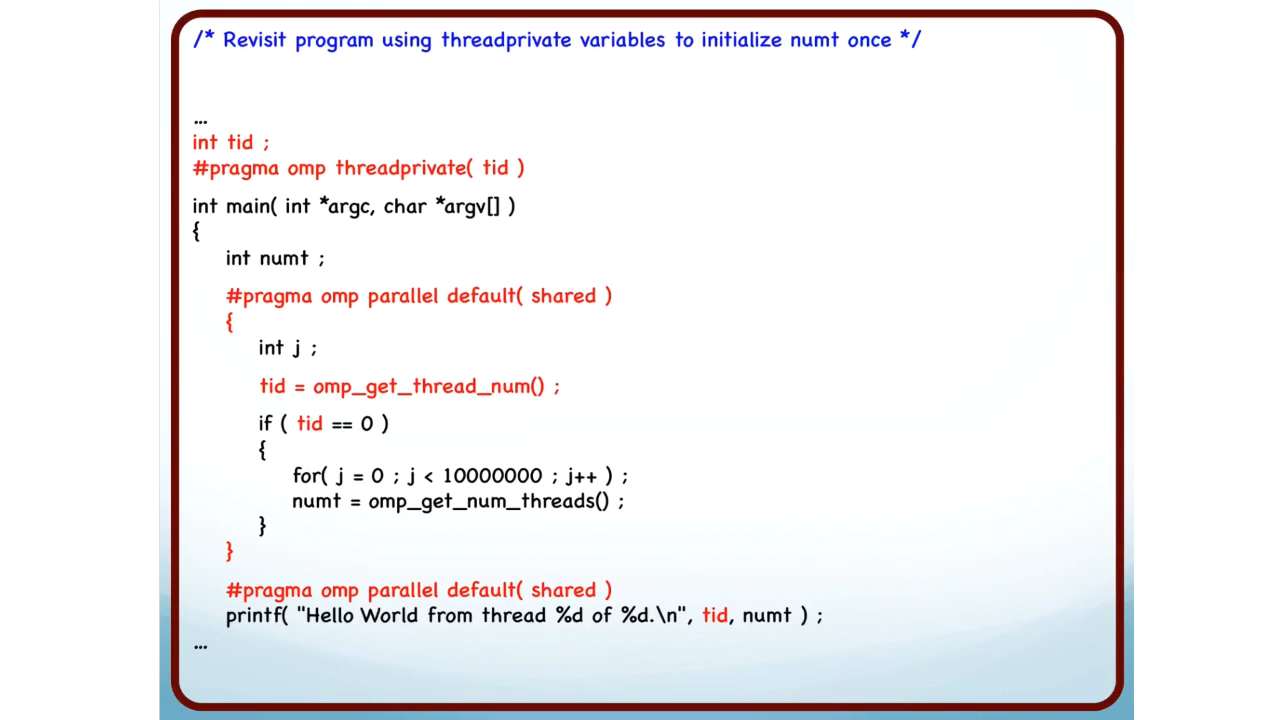 /* Revisit program using threadprivate variables to initialize numt once */
...
int tid ;
#pragma omp threadprivate( tid )
int main( int *argc, char *argv[] )
{
int numt ;
#pragma omp parallel default( shared )
{
int j ;
tid = omp_get_thread_num() ;
if ( tid == 0 )
{
for( j = 0 ; j < 10000000 ; j++ ) ;
numt = omp_get_num_threads() ;
}
}
#pragma omp parallel default( shared )
printf( "Hello World from thread %d of %d.\n", tid, numt ) ;
...